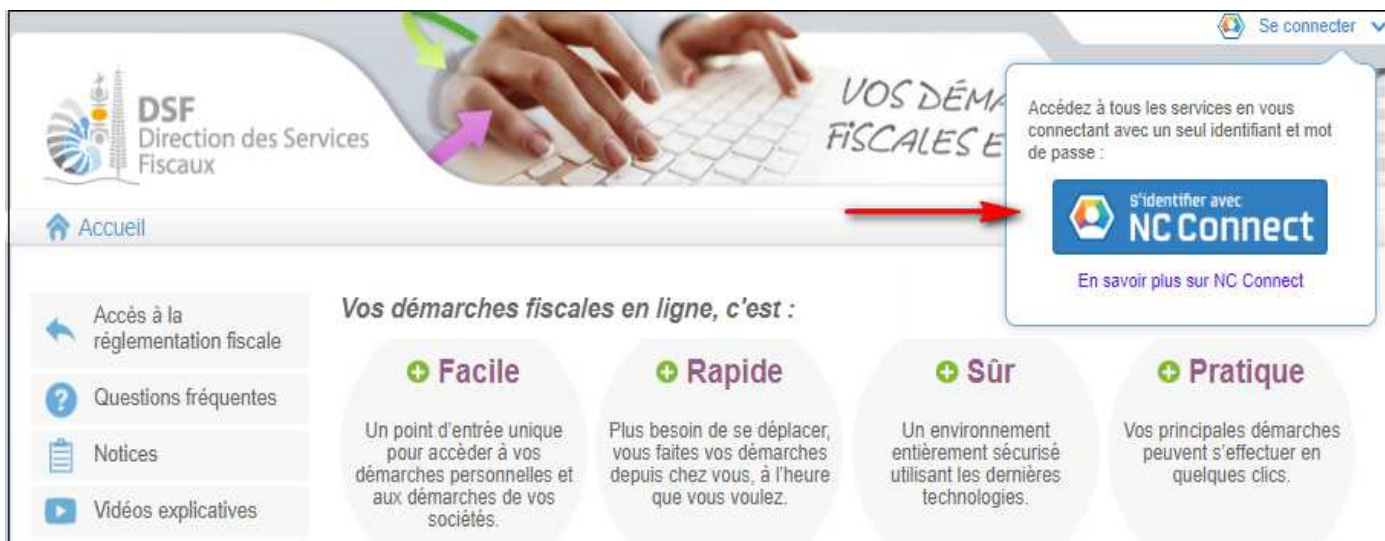 Se connecter
DSF
Direction des Services
Fiscaux
VOS DÉMA
FISCALES E
Accédez à tous les services en vous
connectant avec un seul identifiant et mot
de passe :
S'identifier avec
NC Connect
En savoir plus sur NC Connect
Accueil
Accès à la
réglementation fiscale
Questions fréquentes
Notices
Vidéos explicatives
Vos démarches fiscales en ligne, c'est :
Facile
Un point d'entrée unique
pour accèder à vos
démarches personnelles et
aux démarches de vos
sociétés.
Rapide
Plus besoin de se déplacer,
vous faites vos démarches
depuis chez vous, à l'heure
que vous voulez.
Sûr
Un environnement
entièrement sécurisé
utilisant les dernières
technologies.
Pratique
Vos principales démarches
peuvent s'effectuer en
quelques clics.